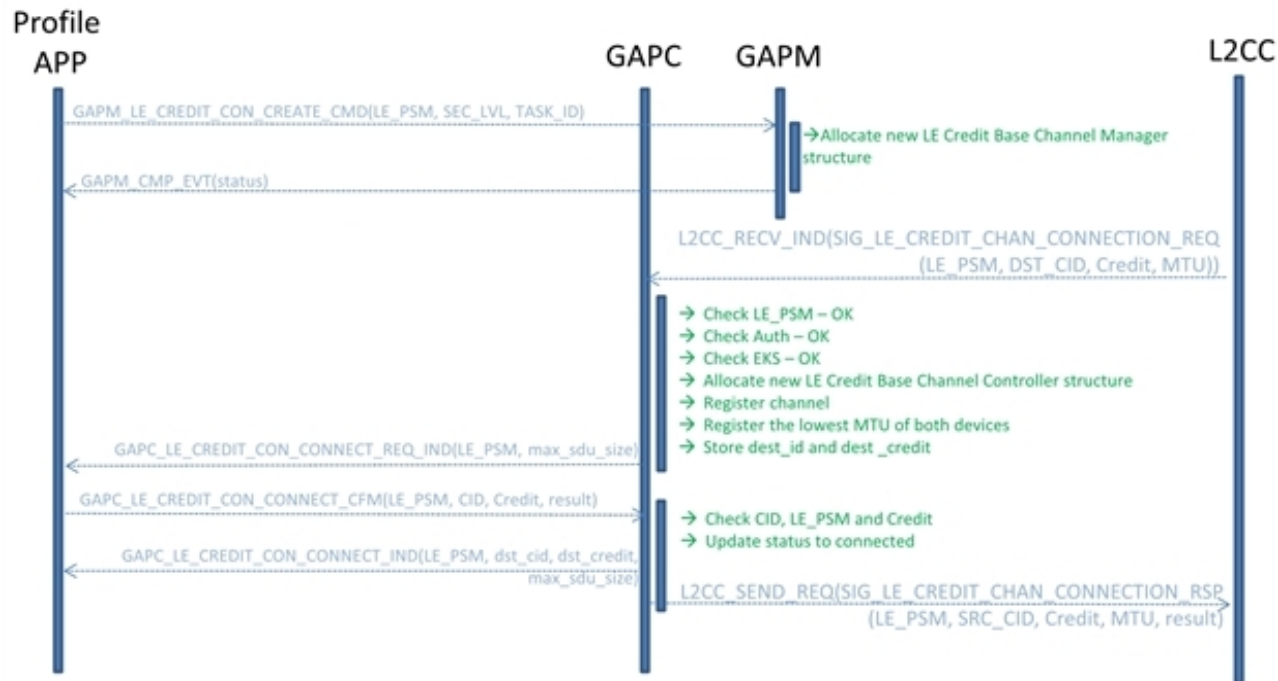 Profile
APP
GAPC
GAPM
L2CC
GAPM_LE_CREDIT_CON_CREATE_CMD(LE_PSM, SEC_LVL, TASK_ID)
→Allocate new LE Credit Base Channel Manager
structure
GAPM_CMP_EVT(status)
L2CC_RECV_IND(SIG_LE_CREDIT_CHAN_CONNECTION_REQ
(LE_PSM, DST_CID, Credit, MTU))
→ Check LE_PSM – OK
→ Check Auth – OK
→ Check EKS – OK
→ Allocate new LE Credit Base Channel Controller structure
→ Register channel
→ Register the lowest MTU of both devices
→ Store dest_id and dest _credit
GAPC_LE_CREDIT_CON_CONNECT_REQ_IND(LE_PSM, max_sdu_size)
GAPC_LE_CREDIT_CON_CONNECT_CFM(LE_PSM, CID, Credit, result)
→ Check CID, LE_PSM and Credit
→ Update status to connected
GAPC_LE_CREDIT_CON_CONNECT_IND(LE_PSM, dst_cid, dst_credit,
max_sdu_size)
L2CC_SEND_REQ(SIG_LE_CREDIT_CHAN_CONNECTION_RSP
(LE_PSM, SRC_CID, Credit, MTU, result)